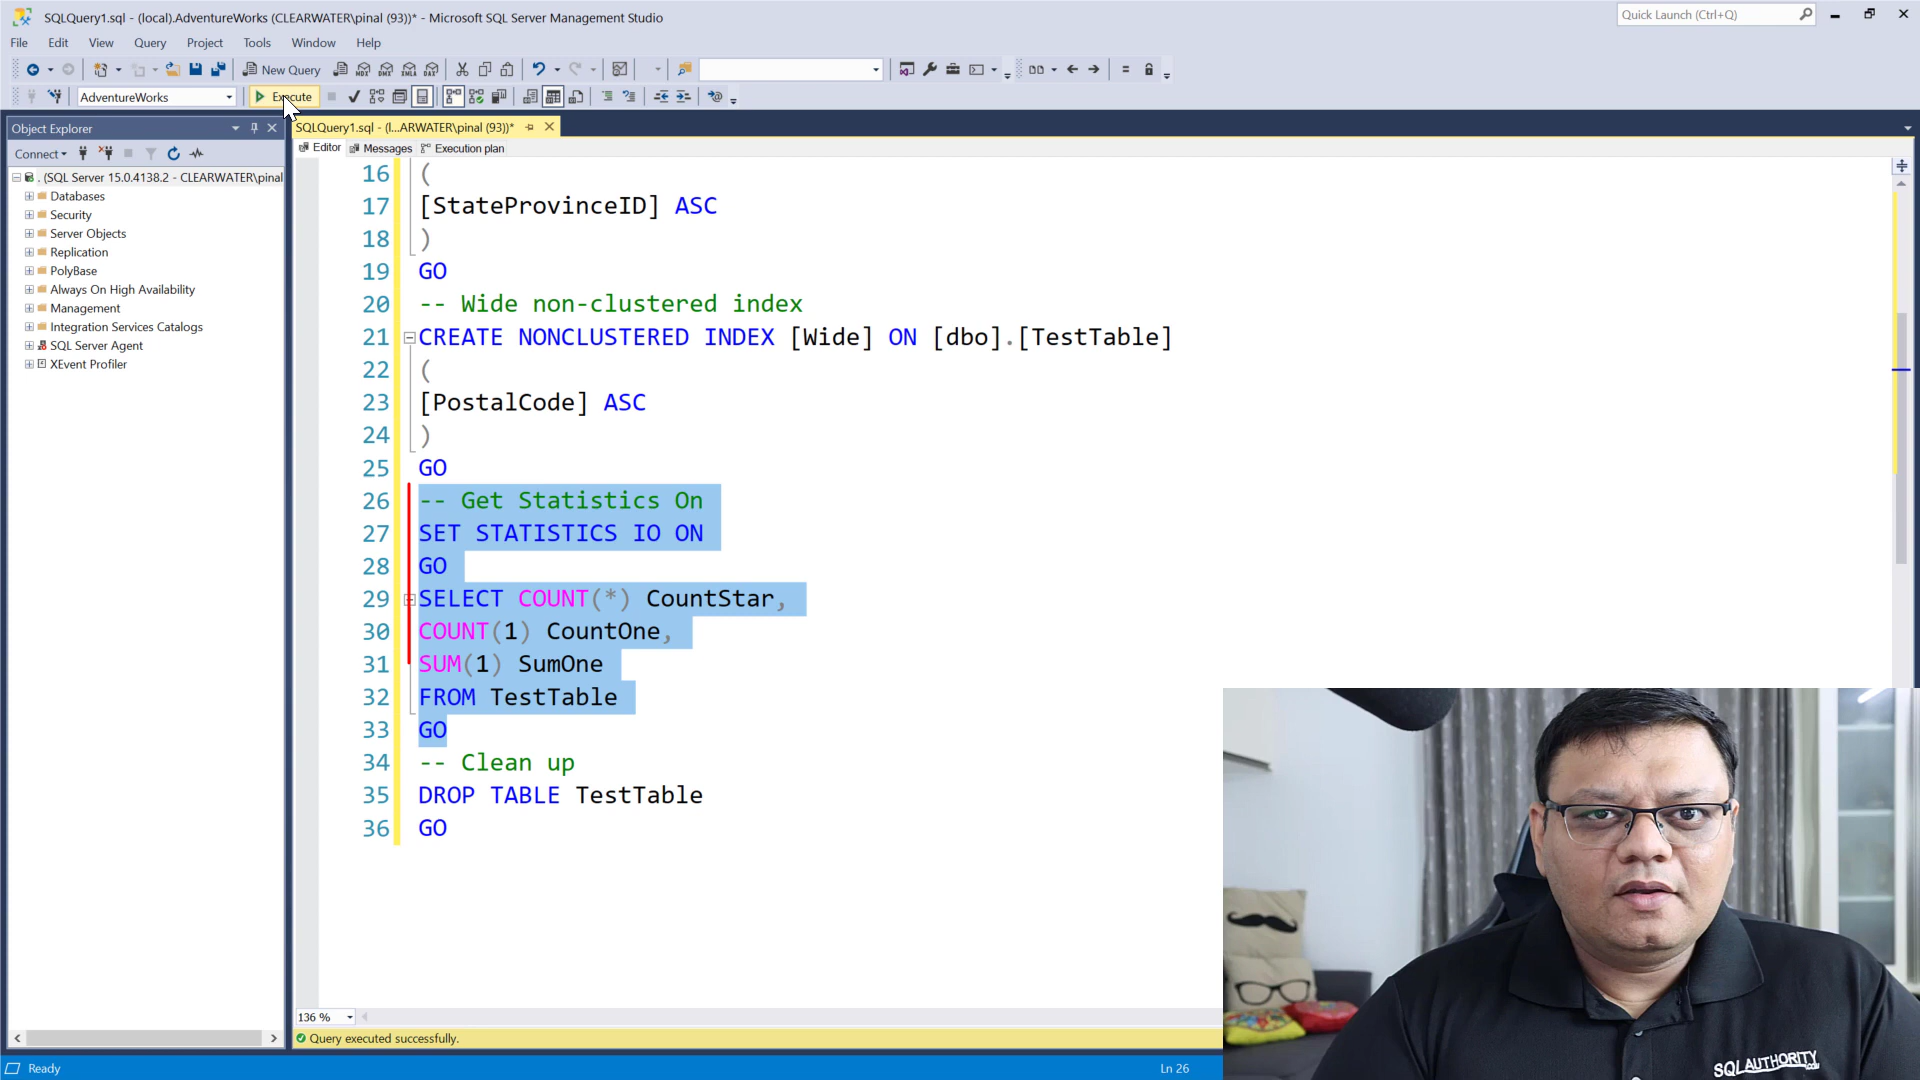 SQLQuery1.sql - (local).AdventureWorks (CLEARWATER\pinal (93))* - Microsoft SQL Server Management Studio
Quick Launch (Ctrl+Q)
File Edit View Query Project Tools Window Help
New Query
MDX DMX XMLA DAX
AdventureWorks
Execute
Object Explorer
SQLQuery1.sql - (l...ARWATER\pinal (93))*
Editor Messages Execution plan
Connect
. (SQL Server 15.0.4138.2 - CLEARWATER\pinal
Databases
Security
Server Objects
Replication
PolyBase
Always On High Availability
Management
Integration Services Catalogs
SQL Server Agent
XEvent Profiler
16 (
17 [StateProvinceID] ASC
18 )
19 GO
20 -- Wide non-clustered index
21 CREATE NONCLUSTERED INDEX [Wide] ON [dbo].[TestTable]
22 (
23 [PostalCode] ASC
24 )
25 GO
26 -- Get Statistics On
27 SET STATISTICS IO ON
28 GO
29 SELECT COUNT(*) CountStar,
30 COUNT(1) CountOne,
31 SUM(1) SumOne
32 FROM TestTable
33 GO
34 -- Clean up
35 DROP TABLE TestTable
36 GO
136 %
Query executed successfully.
Ready
Ln 26
SQLAUTHORITY.com